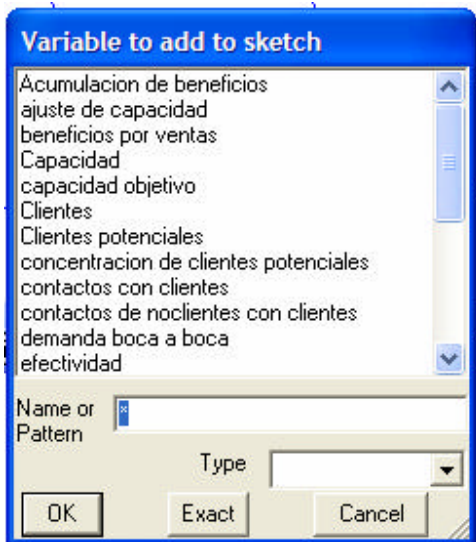 Variable to add to sketch
Acumulacion de beneficios
ajuste de capacidad
beneficios por ventas
Capacidad
capacidad objetivo
Clientes
Clientes potenciales
concentracion de clientes potenciales
contactos con clientes
contactos de noclientes con clientes
demanda boca a boca
efectividad
Name or *
Pattern
Type
OK Exact Cancel